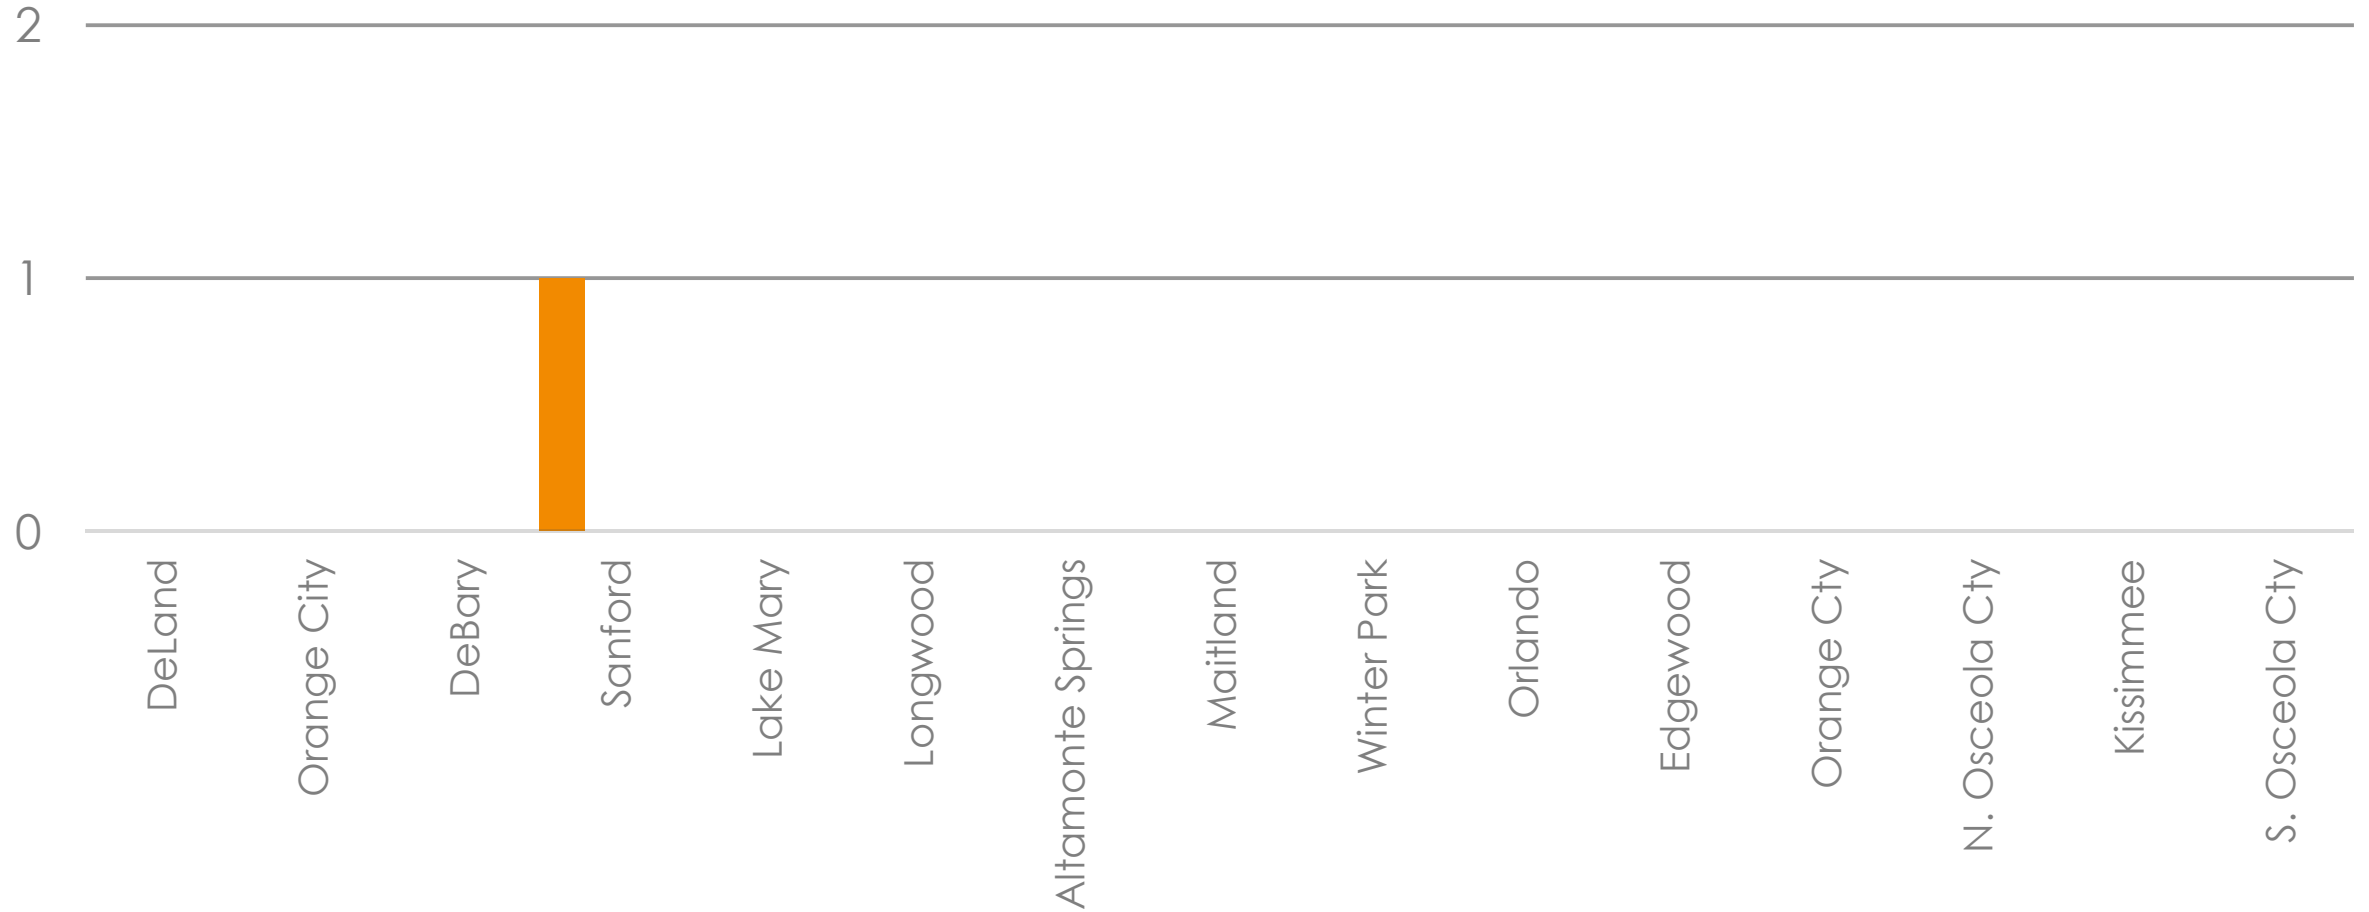 2
1
0
DeLand
Orange City
DeBary
Sanford
Lake Mary
Longwood
Altamonte Springs
Maitland
Winter Park
Orlando
Edgewood
Orange Cty
N. Osceola Cty
Kissimmee
S. Osceola Cty